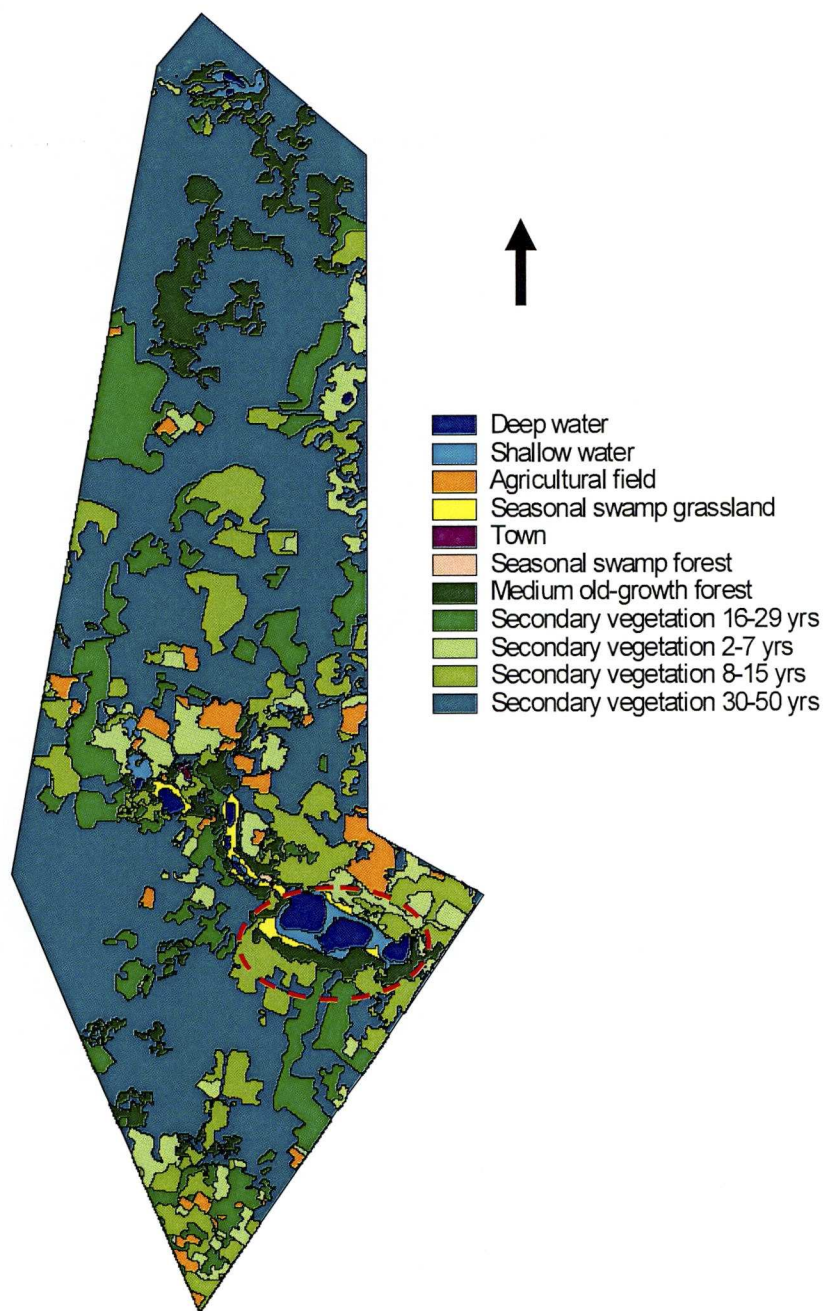 Deep water
Shallow water
Agricultural field
Seasonal swamp grassland
Town
Seasonal swamp forest
Medium old-growth forest
Secondary vegetation 16-29 yrs
Secondary vegetation 2-7 yrs
Secondary vegetation 8-15 yrs
Secondary vegetation 30-50 yrs